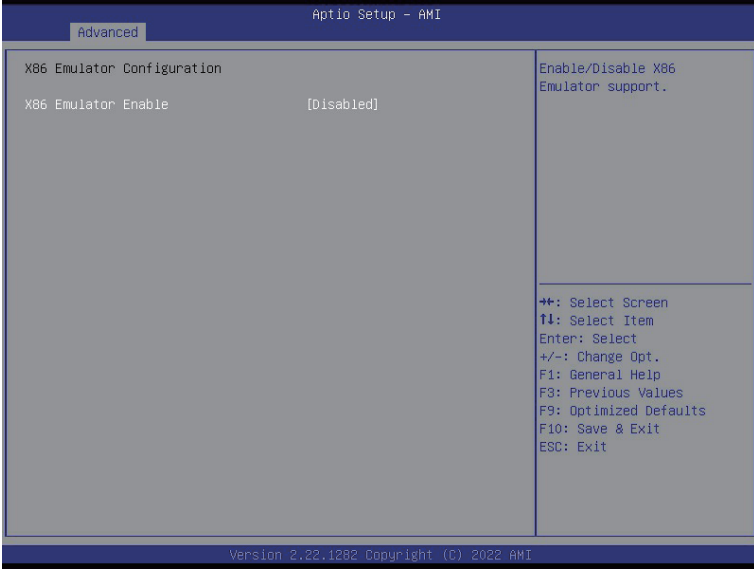 Aptio Setup – AMI
Advanced
X86 Emulator Configuration
X86 Emulator Enable [Disabled]
Enable/Disable X86
Emulator support.
→←: Select Screen
↑↓: Select Item
Enter: Select
+/-: Change Opt.
F1: General Help
F3: Previous Values
F9: Optimized Defaults
F10: Save & Exit
ESC: Exit
Version 2.22.1282 Copyright (C) 2022 AMI